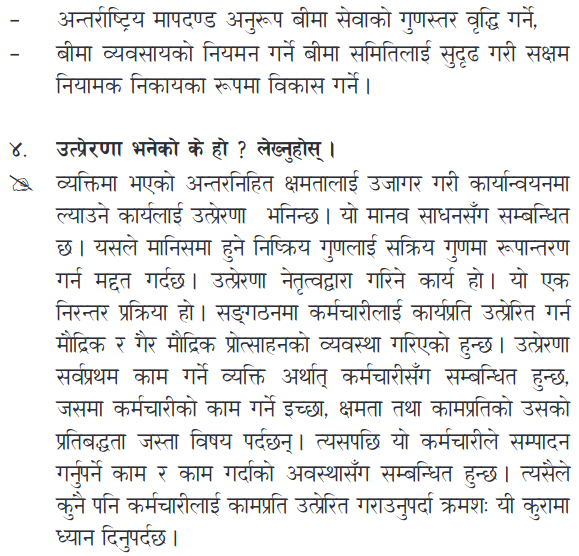 – अन्तर्राष्ट्रिय मापदण्ड अनुरूप बीमा सेवाको गुणस्तर वृद्धि गर्ने,
– बीमा व्यवसायको नियमन गर्ने बीमा समितिलाई सुदृढ गरी सक्षम
नियामक निकायका रूपमा विकास गर्ने।
४. उत्प्रेरणा भनेको के हो ? लेख्नुहोस् ।
व्यक्तिमा भएको अन्तरनिहित क्षमतालाई उजागर गरी कार्यान्वयनमा
ल्याउने कार्यलाई उत्प्रेरणा भनिन्छ। यो मानव साधनसँग सम्बन्धित
छ। यसले मानिसमा हुने निष्क्रिय गुणलाई सक्रिय गुणमा रूपान्तरण
गर्न मद्दत गर्दछ। उत्प्रेरणा नेतृत्वद्वारा गरिने कार्य हो। यो एक
निरन्तर प्रक्रिया हो। सङ्गठनमा कर्मचारीलाई कार्यप्रति उत्प्रेरित गर्न
मौद्रिक र गैर मौद्रिक प्रोत्साहनको व्यवस्था गरिएको हुन्छ। उत्प्रेरणा
सर्वप्रथम काम गर्ने व्यक्ति अर्थात् कर्मचारीसँग सम्बन्धित हुन्छ,
जसमा कर्मचारीको काम गर्ने इच्छा, क्षमता तथा कामप्रतिको उसको
प्रतिबद्धता जस्ता विषय पर्दछन्। त्यसपछि यो कर्मचारीले सम्पादन
गर्नुपर्ने काम र काम गर्दाको अवस्थासँग सम्बन्धित हुन्छ। त्यसैले
कुनै पनि कर्मचारीलाई कामप्रति उत्प्रेरित गराउनुपर्दा क्रमशः यी कुरामा
ध्यान दिनुपर्दछ।